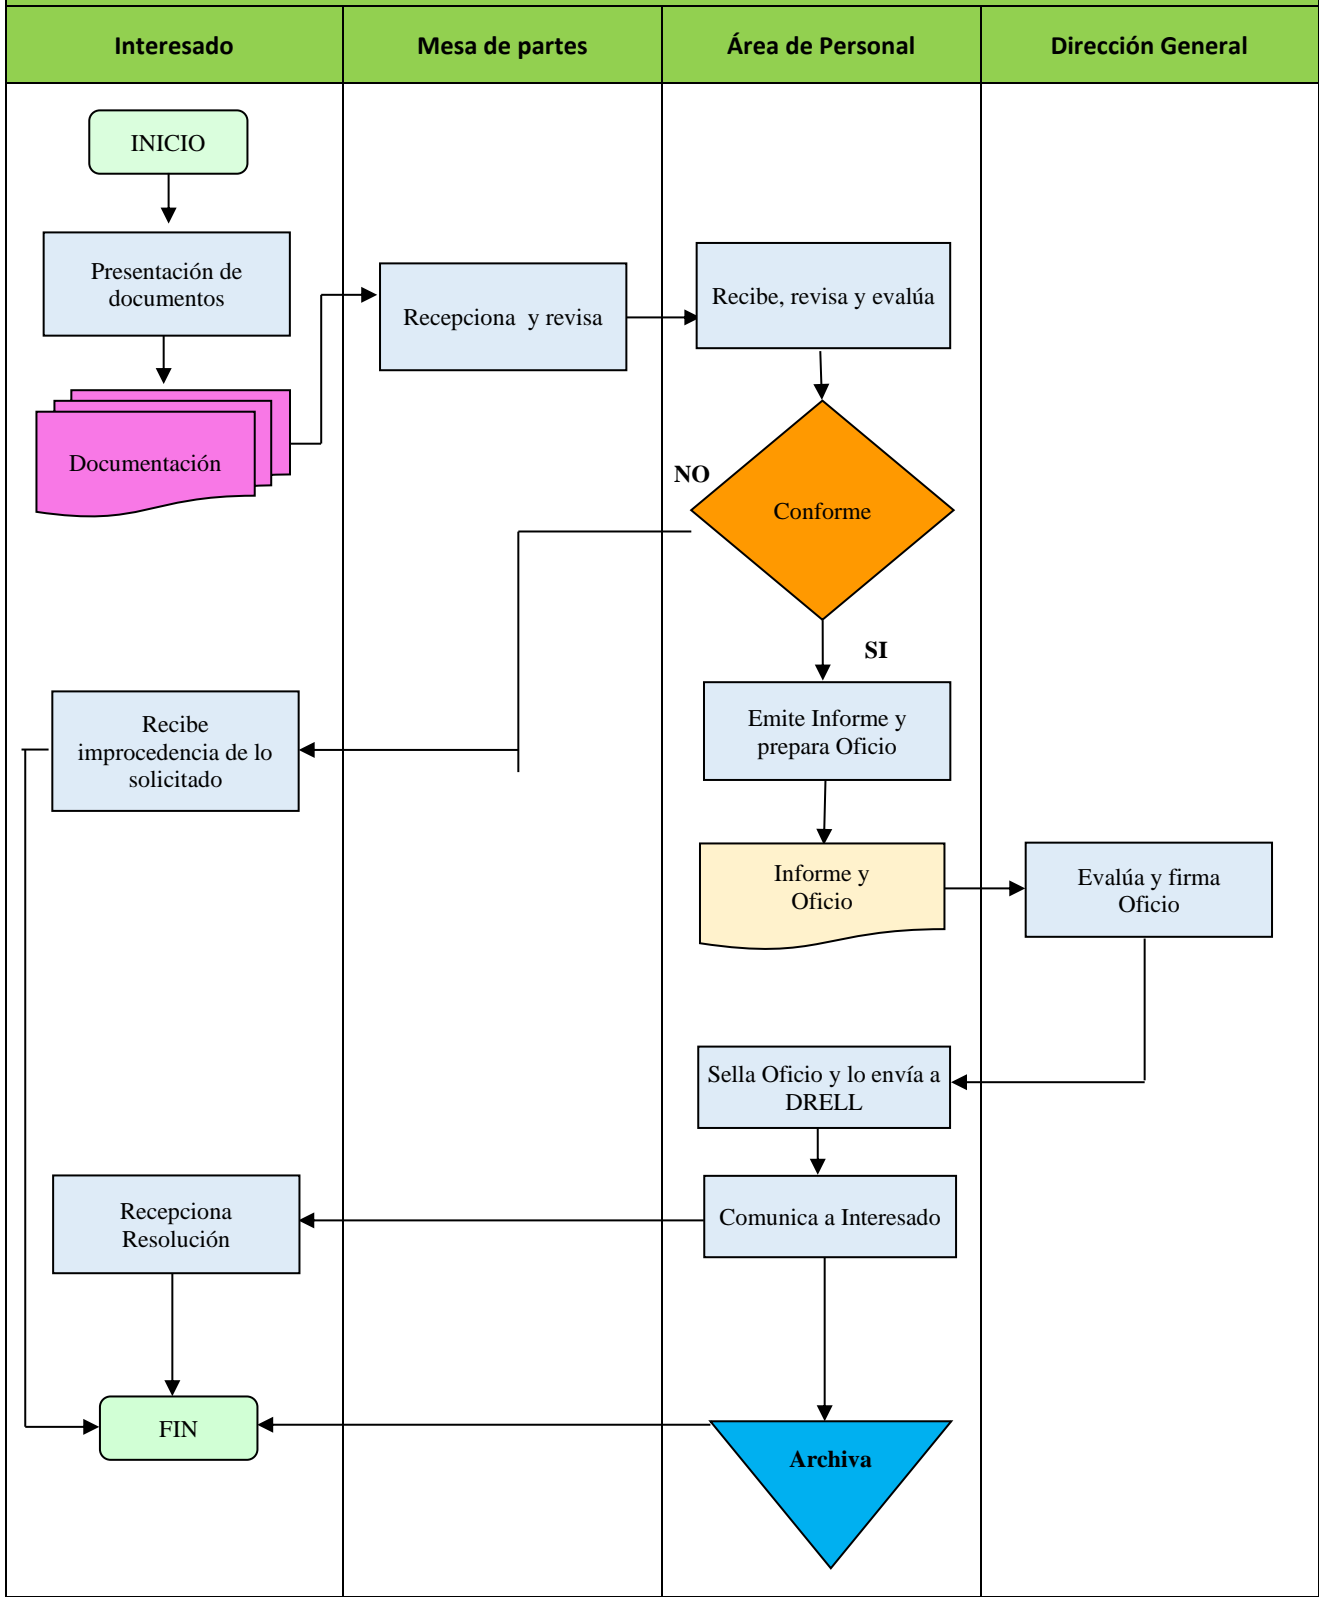 Interesado
Mesa de partes
Área de Personal
Dirección General
INICIO
Presentación de
documentos
Documentación
Recepciona  y revisa
Recibe, revisa y evalúa
NO
Conforme
SI
Recibe
improcedencia de lo
solicitado
Emite Informe y
prepara Oficio
Informe y
Oficio
Evalúa y firma
Oficio
Sella Oficio y lo envía a
DRELL
Recepciona
Resolución
Comunica a Interesado
FIN
Archiva